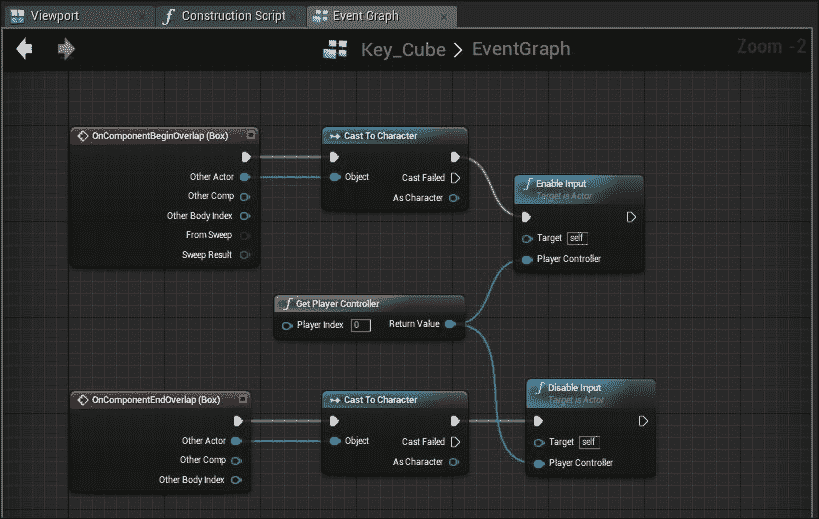 Viewport
Construction Script
Event Graph
Key_Cube > EventGraph
Zoom -2
OnComponentBeginOverlap (Box)
Other Actor
Other Comp
Other Body Index
From Sweep
Sweep Result
Cast To Character
Object
Cast Failed
As Character
Enable Input
Target is Actor
Target self
Player Controller
Get Player Controller
Player Index 0
Return Value
OnComponentEndOverlap (Box)
Other Actor
Other Comp
Other Body Index
Cast To Character
Object
Cast Failed
As Character
Disable Input
Target is Actor
Target self
Player Controller